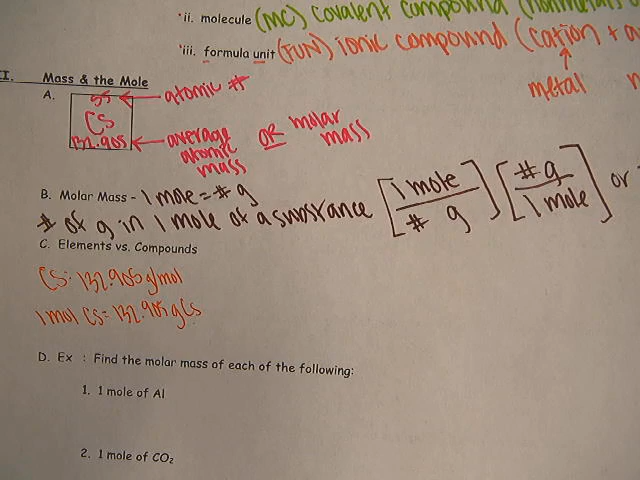 *ii. molecule (MC) covalent compound (nonmetals
*iii. formula unit (FUN) ionic compound (cation +
metal
I. Mass & the Mole
A. 55 ← atomic #
Cs
132.905 ← average atomic mass OR molar mass
B. Molar Mass - 1 mole = # g
# of g in 1 mole of a substance [1 mole / # g] [# g / 1 mole] or
C. Elements vs. Compounds
Cs: 132.905 g/mol
1 mol Cs = 132.905 g Cs
D. Ex : Find the molar mass of each of the following:
1. 1 mole of Al
2. 1 mole of CO₂